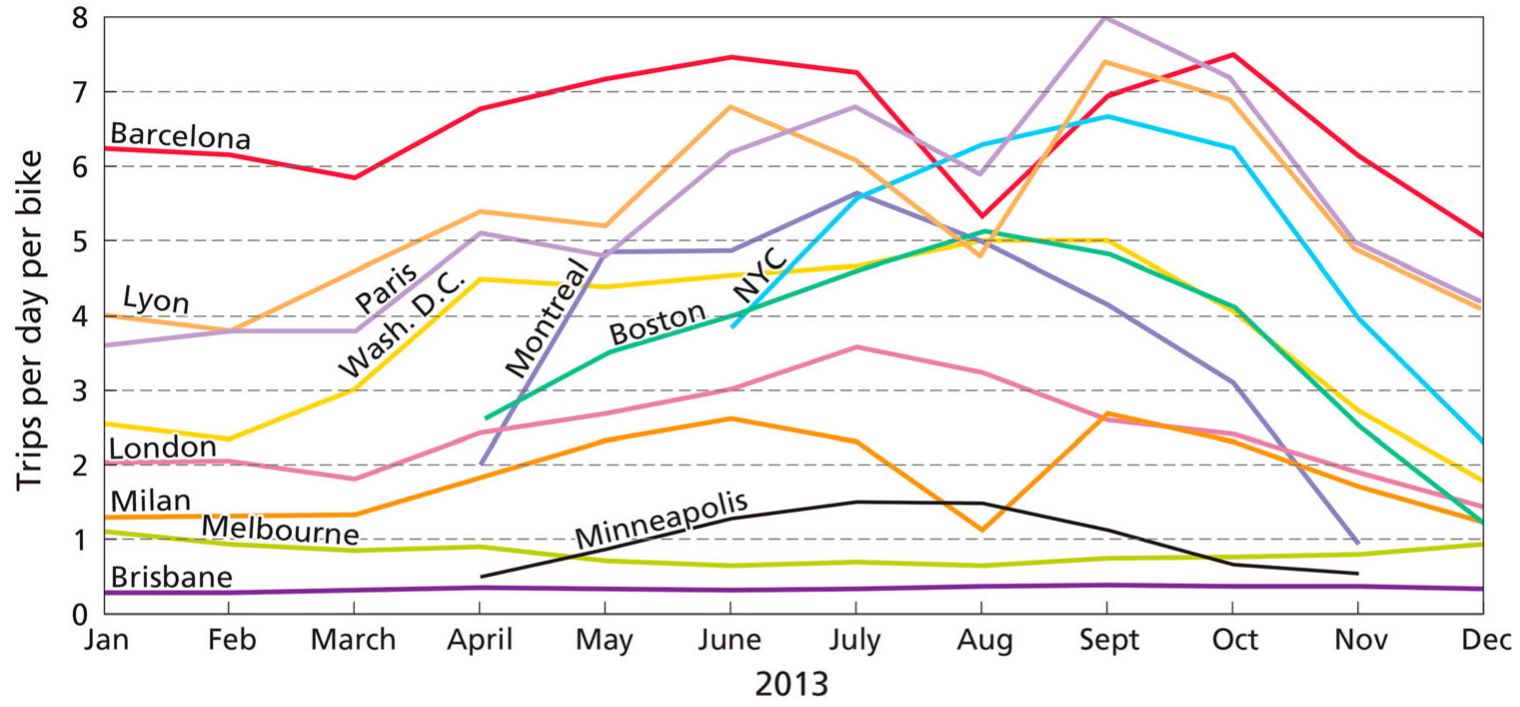 Trips per day per bike
8
7
6
5
4
3
2
1
0
Barcelona
Lyon
Paris
Wash. D.C.
Montreal
Boston
NYC
London
Milan
Melbourne
Minneapolis
Brisbane
Jan Feb March April May June July Aug Sept Oct Nov Dec
2013